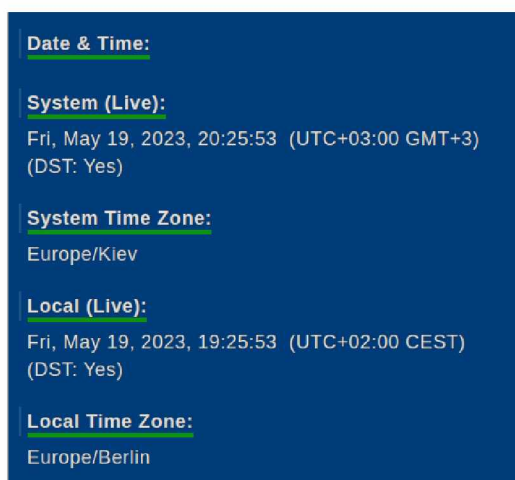 Date & Time:
System (Live):
Fri, May 19, 2023, 20:25:53  (UTC+03:00 GMT+3)
(DST: Yes)
System Time Zone:
Europe/Kiev
Local (Live):
Fri, May 19, 2023, 19:25:53  (UTC+02:00 CEST)
(DST: Yes)
Local Time Zone:
Europe/Berlin